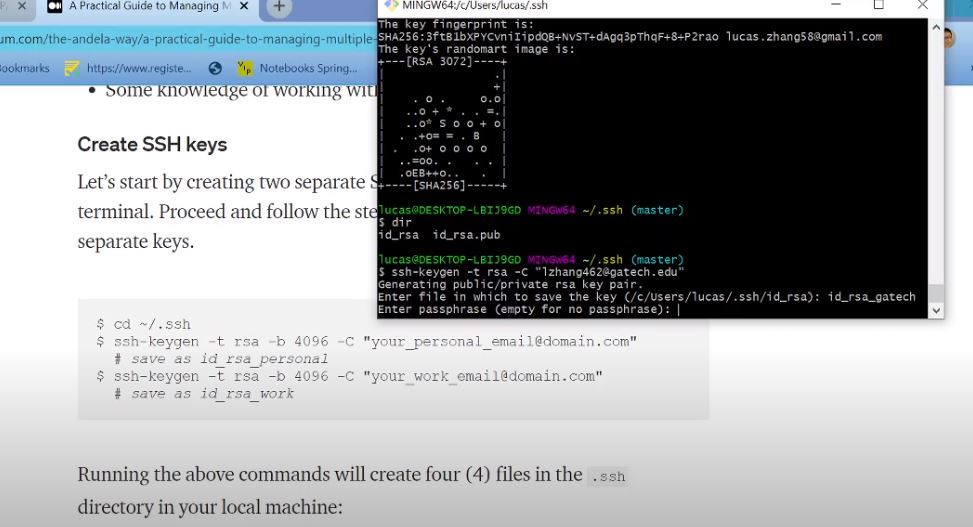 A Practical Guide to Managing M
um.com/the-andela-way/a-practical-guide-to-managing-multiple-
ookmarks https://www.registe... Notebooks Spring...
Some knowledge of working with
Create SSH keys
Let's start by creating two separate S
terminal. Proceed and follow the ste
separate keys.
$ cd ~/.ssh
$ ssh-keygen -t rsa -b 4096 -C "your_personal_email@domain.com"
# save as id_rsa_personal
$ ssh-keygen -t rsa -b 4096 -C "your_work_email@domain.com"
# save as id_rsa_work
Running the above commands will create four (4) files in the .ssh
directory in your local machine:
MINGW64:/c/Users/lucas/.ssh
The key fingerprint is:
SHA256:3ftB1bXPYCvniIipdQB+NvST+dAgq3pThqF+8+P2rao lucas.zhang58@gmail.com
The key's randomart image is:
+---[RSA 3072]----+
| .|
| +|
| . o . o.o|
| ..o + * . . =.|
| ..o* S o o + o|
| . .+o= = . B |
| . .o+ o o o o |
| ..=oo. . . . |
| .oEB++o.. . |
+----[SHA256]-----+
lucas@DESKTOP-LBIJ9GD MINGW64 ~/.ssh (master)
$ dir
id_rsa id_rsa.pub
lucas@DESKTOP-LBIJ9GD MINGW64 ~/.ssh (master)
$ ssh-keygen -t rsa -C "lzhang462@gatech.edu"
Generating public/private rsa key pair.
Enter file in which to save the key (/c/Users/lucas/.ssh/id_rsa): id_rsa_gatech
Enter passphrase (empty for no passphrase):